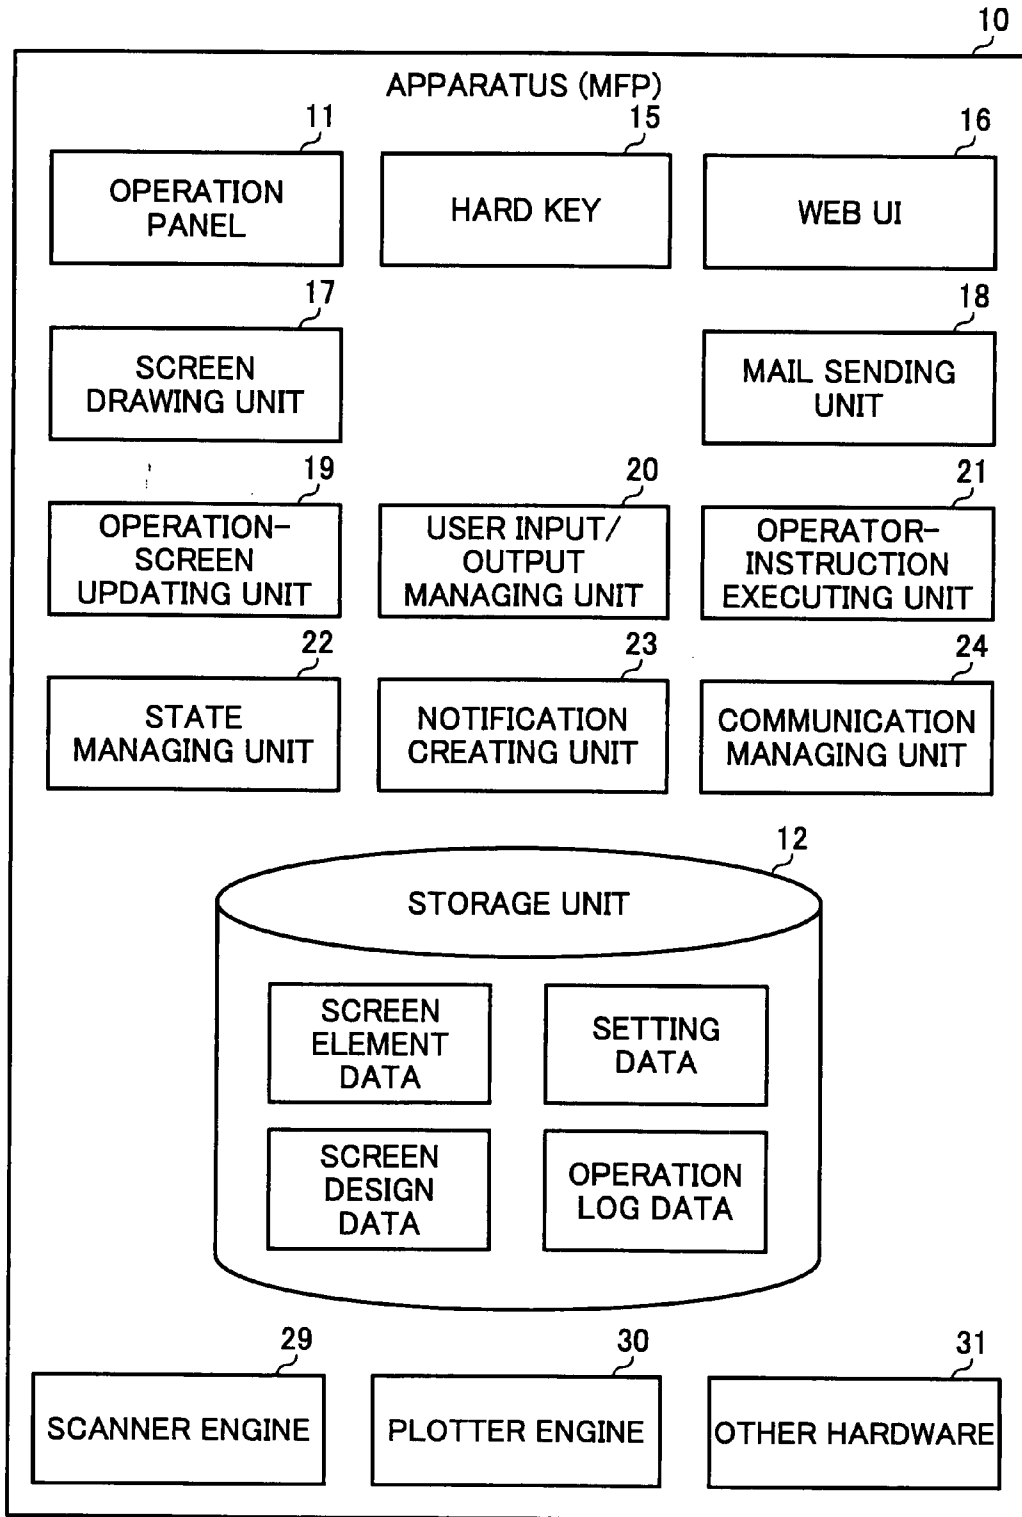 10
APPARATUS (MFP)
11
15
16
OPERATION
PANEL
HARD KEY
WEB UI
17
18
SCREEN
DRAWING UNIT
MAIL SENDING
UNIT
19
20
21
OPERATION-
SCREEN
UPDATING UNIT
USER INPUT/
OUTPUT
MANAGING UNIT
OPERATOR-
INSTRUCTION
EXECUTING UNIT
22
23
24
STATE
MANAGING UNIT
NOTIFICATION
CREATING UNIT
COMMUNICATION
MANAGING UNIT
12
STORAGE UNIT
SCREEN
ELEMENT
DATA
SETTING
DATA
SCREEN
DESIGN
DATA
OPERATION
LOG DATA
29
30
31
SCANNER ENGINE
PLOTTER ENGINE
OTHER HARDWARE